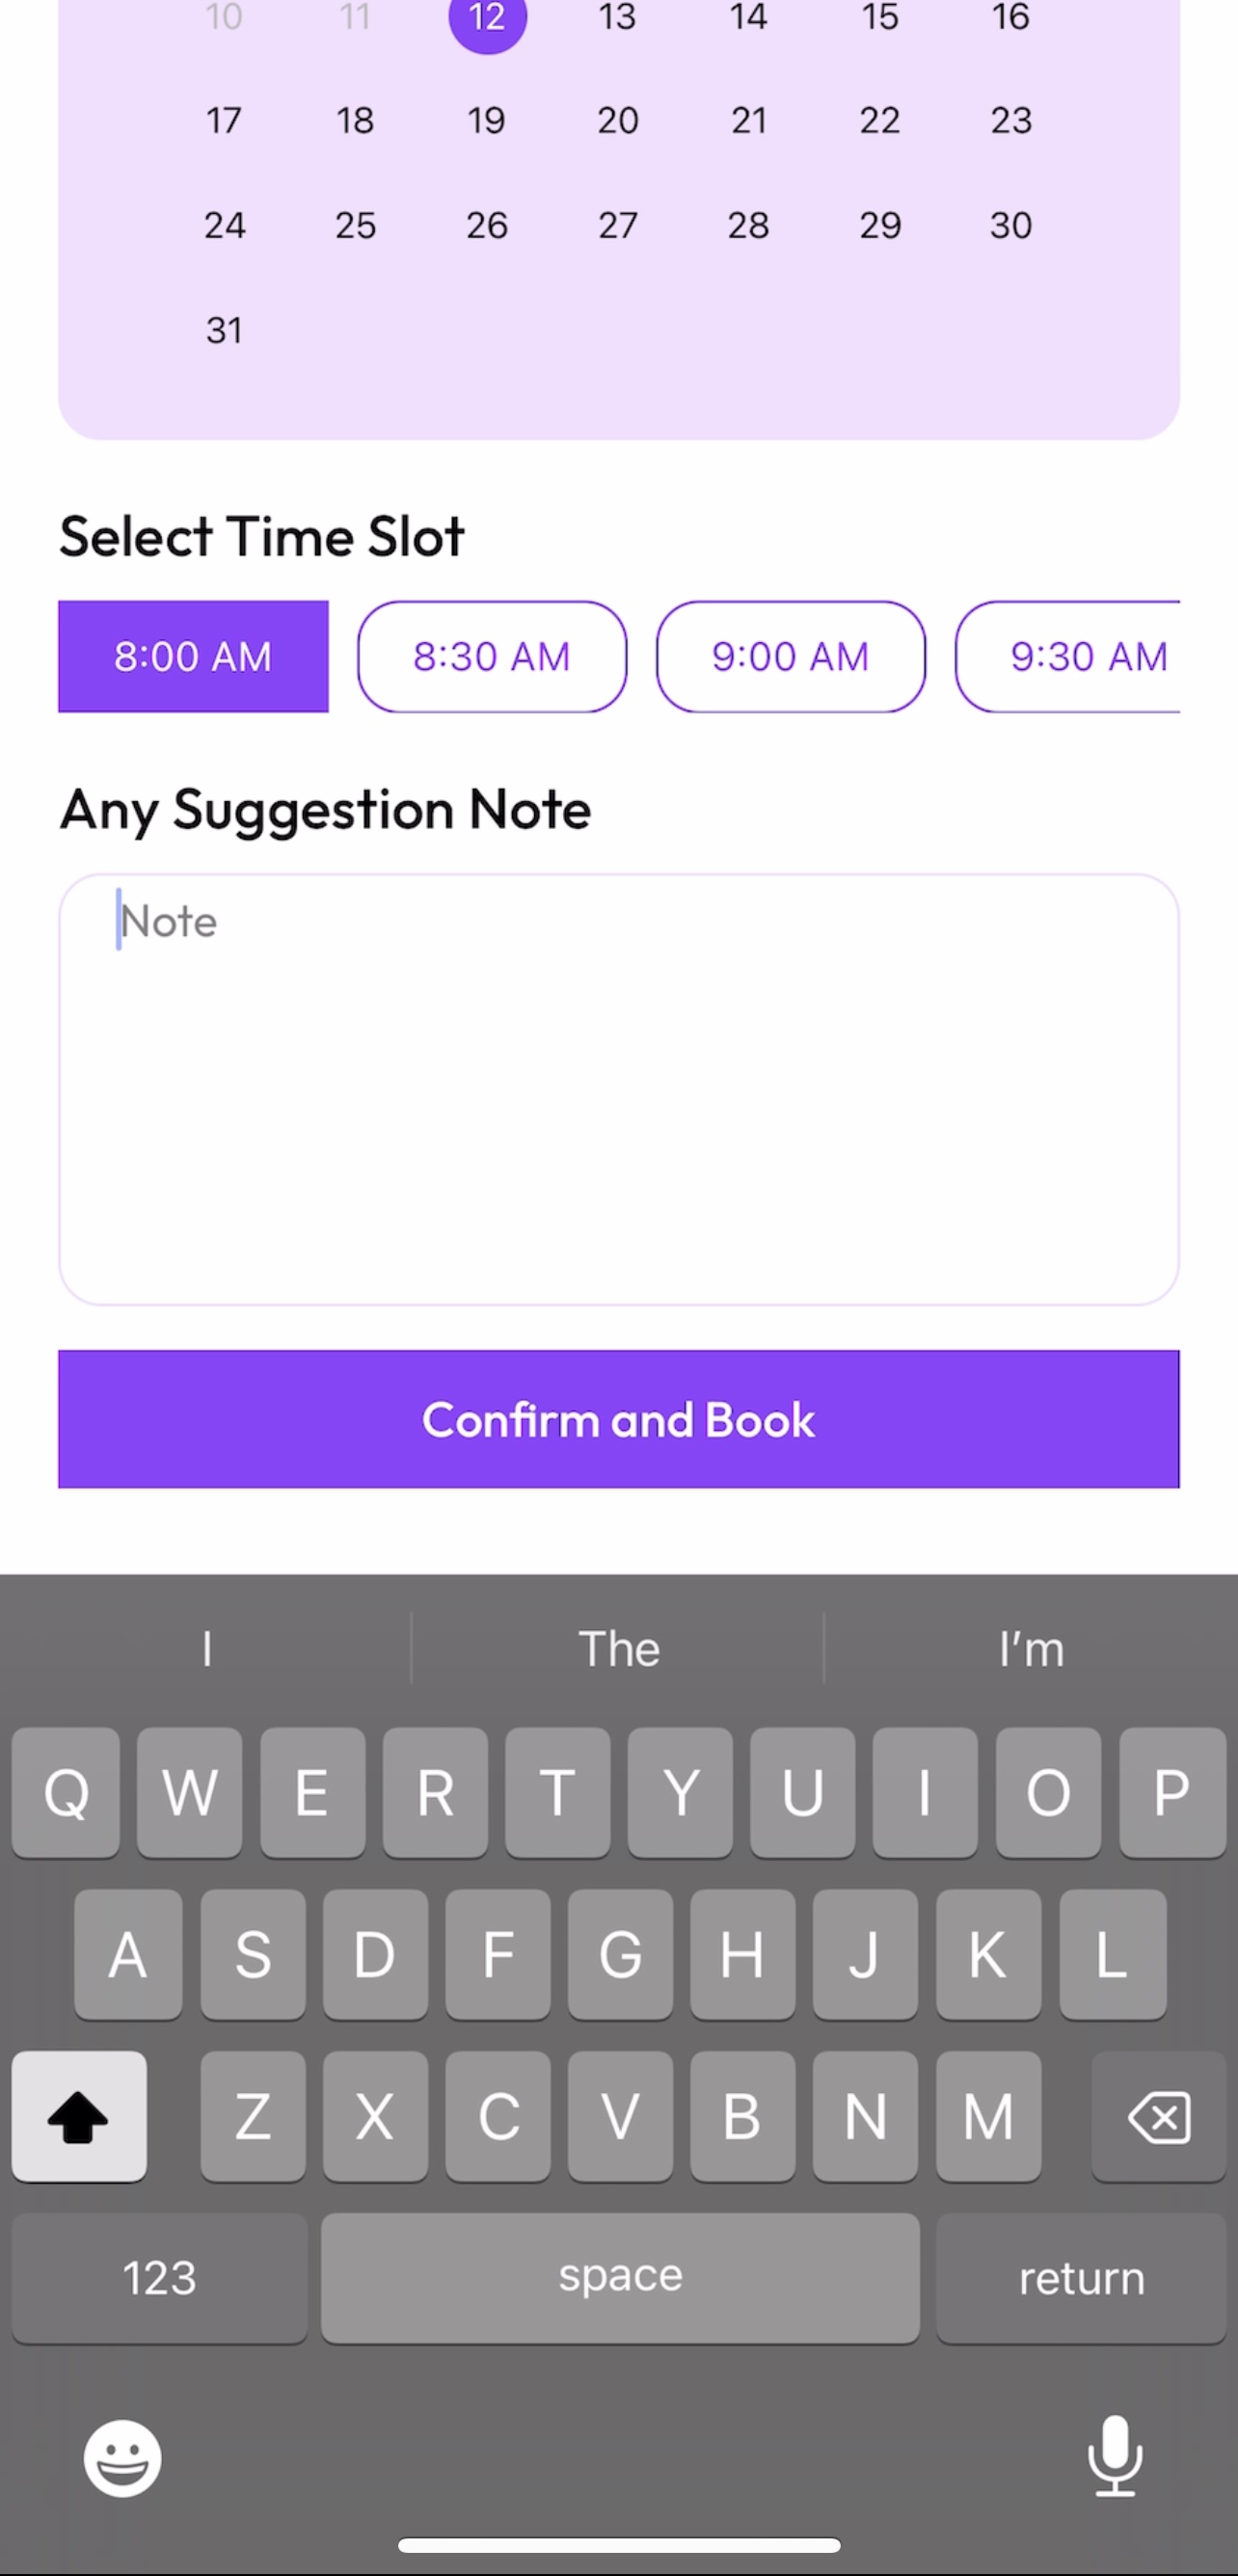 10 11 12 13 14 15 16
17 18 19 20 21 22 23
24 25 26 27 28 29 30
31
Select Time Slot
8:00 AM 8:30 AM 9:00 AM 9:30 AM
Any Suggestion Note
Note
Confirm and Book
I The I'm
Q W E R T Y U I O P
A S D F G H J K L
Z X C V B N M
123 space return